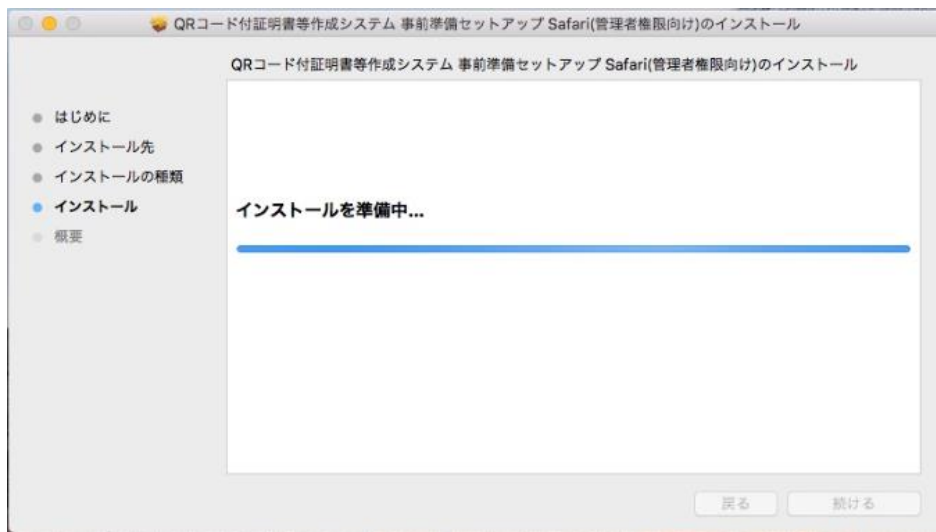 QRコード付証明書等作成システム 事前準備セットアップ Safari(管理者権限向け)のインストール
QRコード付証明書等作成システム 事前準備セットアップ Safari(管理者権限向け)のインストール
はじめに
インストール先
インストールの種類
インストール
概要
インストールを準備中...
戻る
続ける